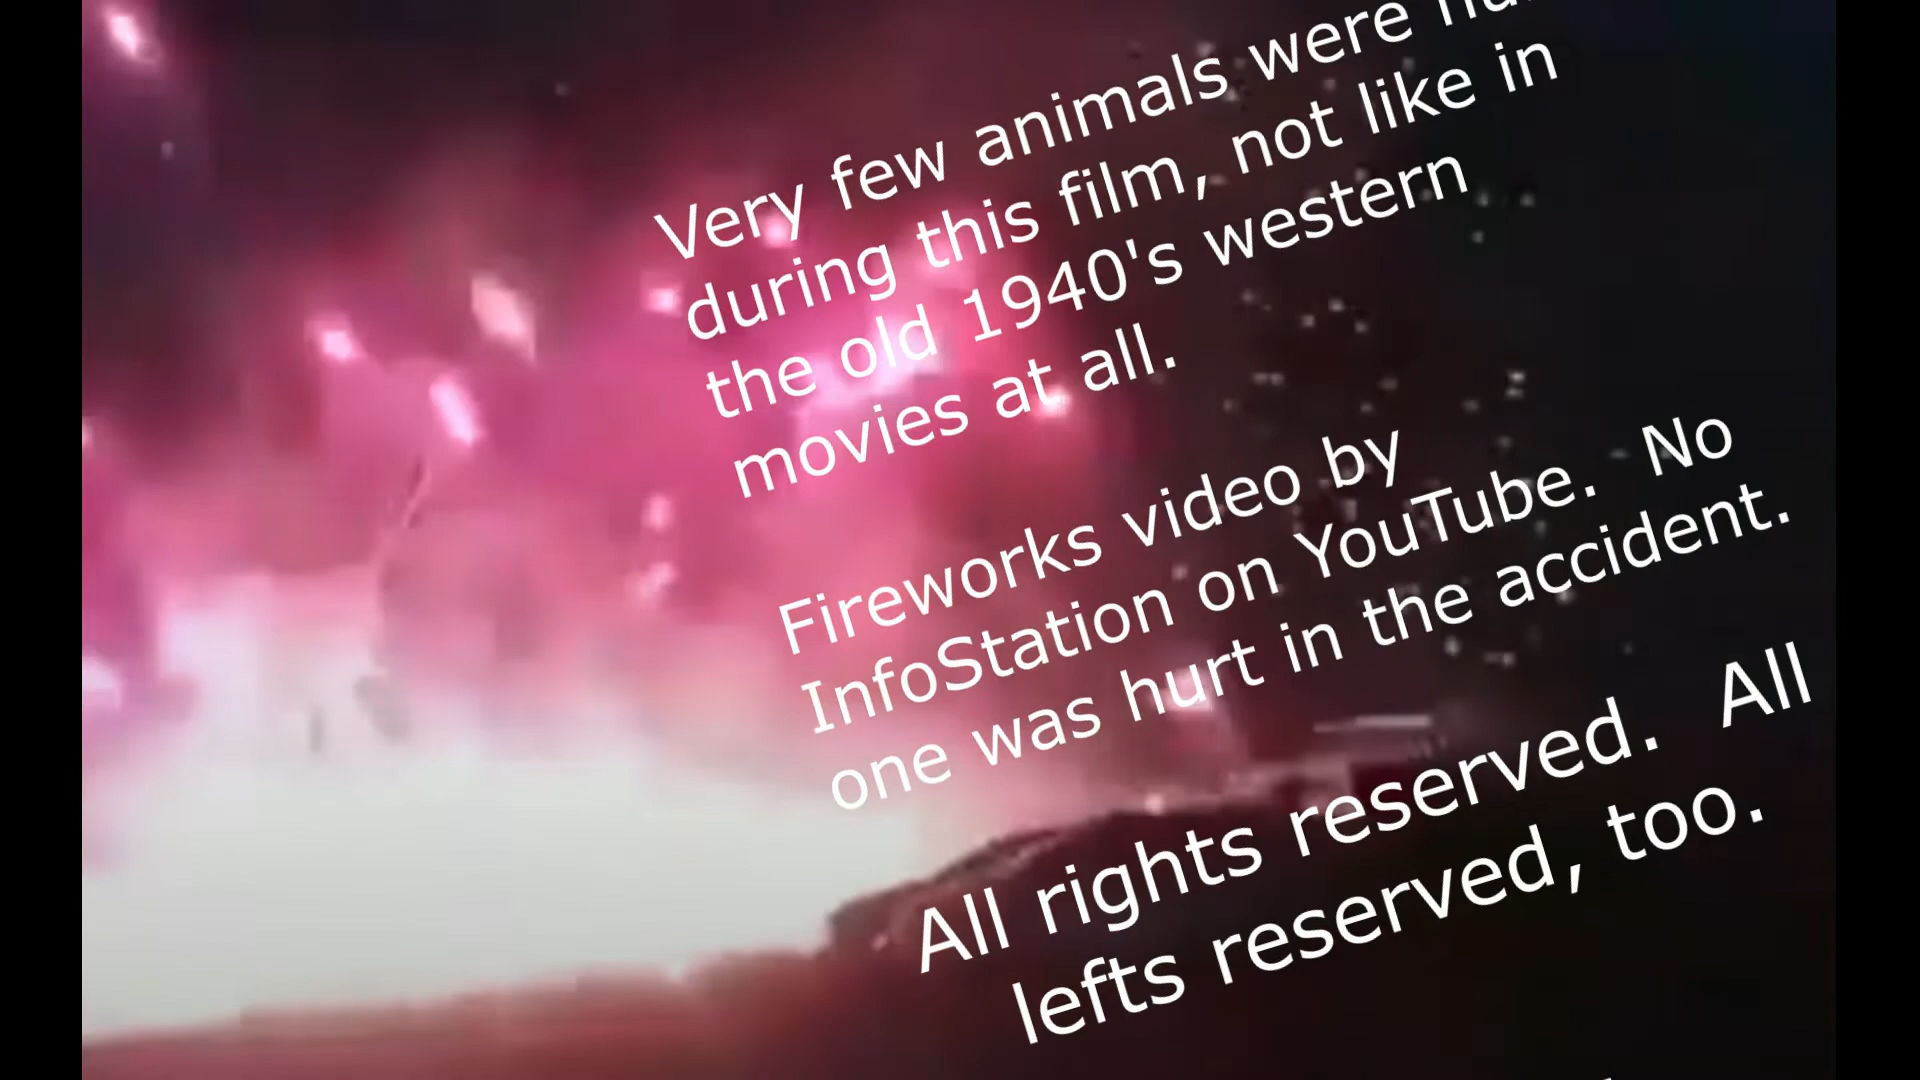 Very few animals were
during this film, not like in
the old 1940's western
movies at all.
Fireworks video by
InfoStation on YouTube. No
one was hurt in the accident.
All rights reserved. All
lefts reserved, too.